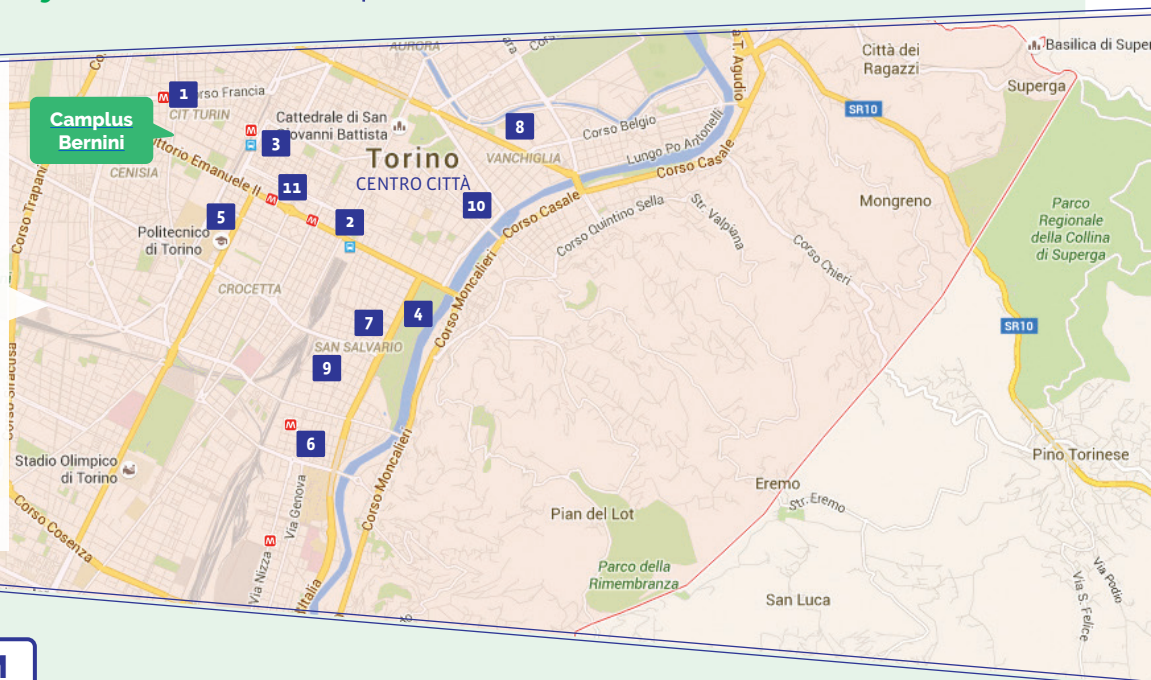 AURORA
Città dei
Ragazzi
Basilica di Super
Superga
a T. Agudio
SR10
1
rso Francia
CIT TURIN
Camplus
Bernini
Cattedrale di San
iovanni Battista
3
8
Corso Belgio
Lungo Po Antonelli
Torino
CENTRO CITTÀ
VANCHIGLIA
Corso Casale
CENISIA
ittorio Emanuele II
11
10
Corso Casale
Corso Quintino Sella
Str. Valpiana
Mongreno
Parco
Regionale
della Collina
di Superga
Corso Trapani
5
2
Politecnico
di Torino
Corso Chieri
CROCETTA
Corso Moncalieri
4
7
SAN SALVARIO
9
SR10
6
Stadio Olimpico
di Torino
Corso Moncalieri
Pino Torinese
Eremo
Str. Eremo
Corso Cosenza
Via Genova
Pian del Lot
Via Nizza
Parco della
Rimembranza
San Luca
Via S. Felice
Via Podio